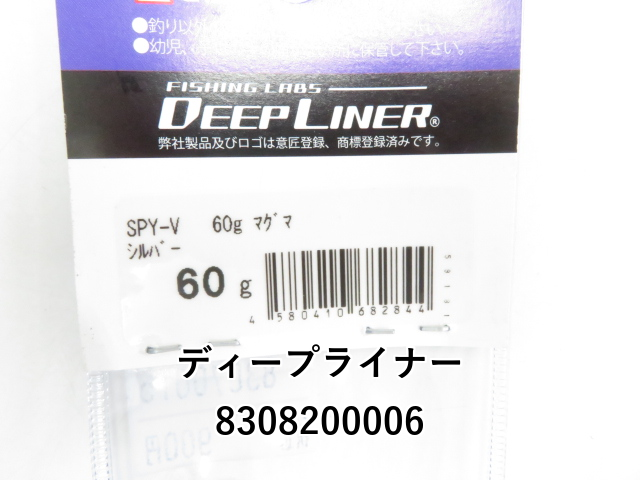 ●釣り以外
●幼児、 に保管して下さい。
FISHING LABS
DEEP LINER®
弊社製品及びロゴは意匠登録、商標登録済みです。
SPY-V 60g マグマ
シルバー
60 g
4 580410 682844
ディープライナー
8308200006